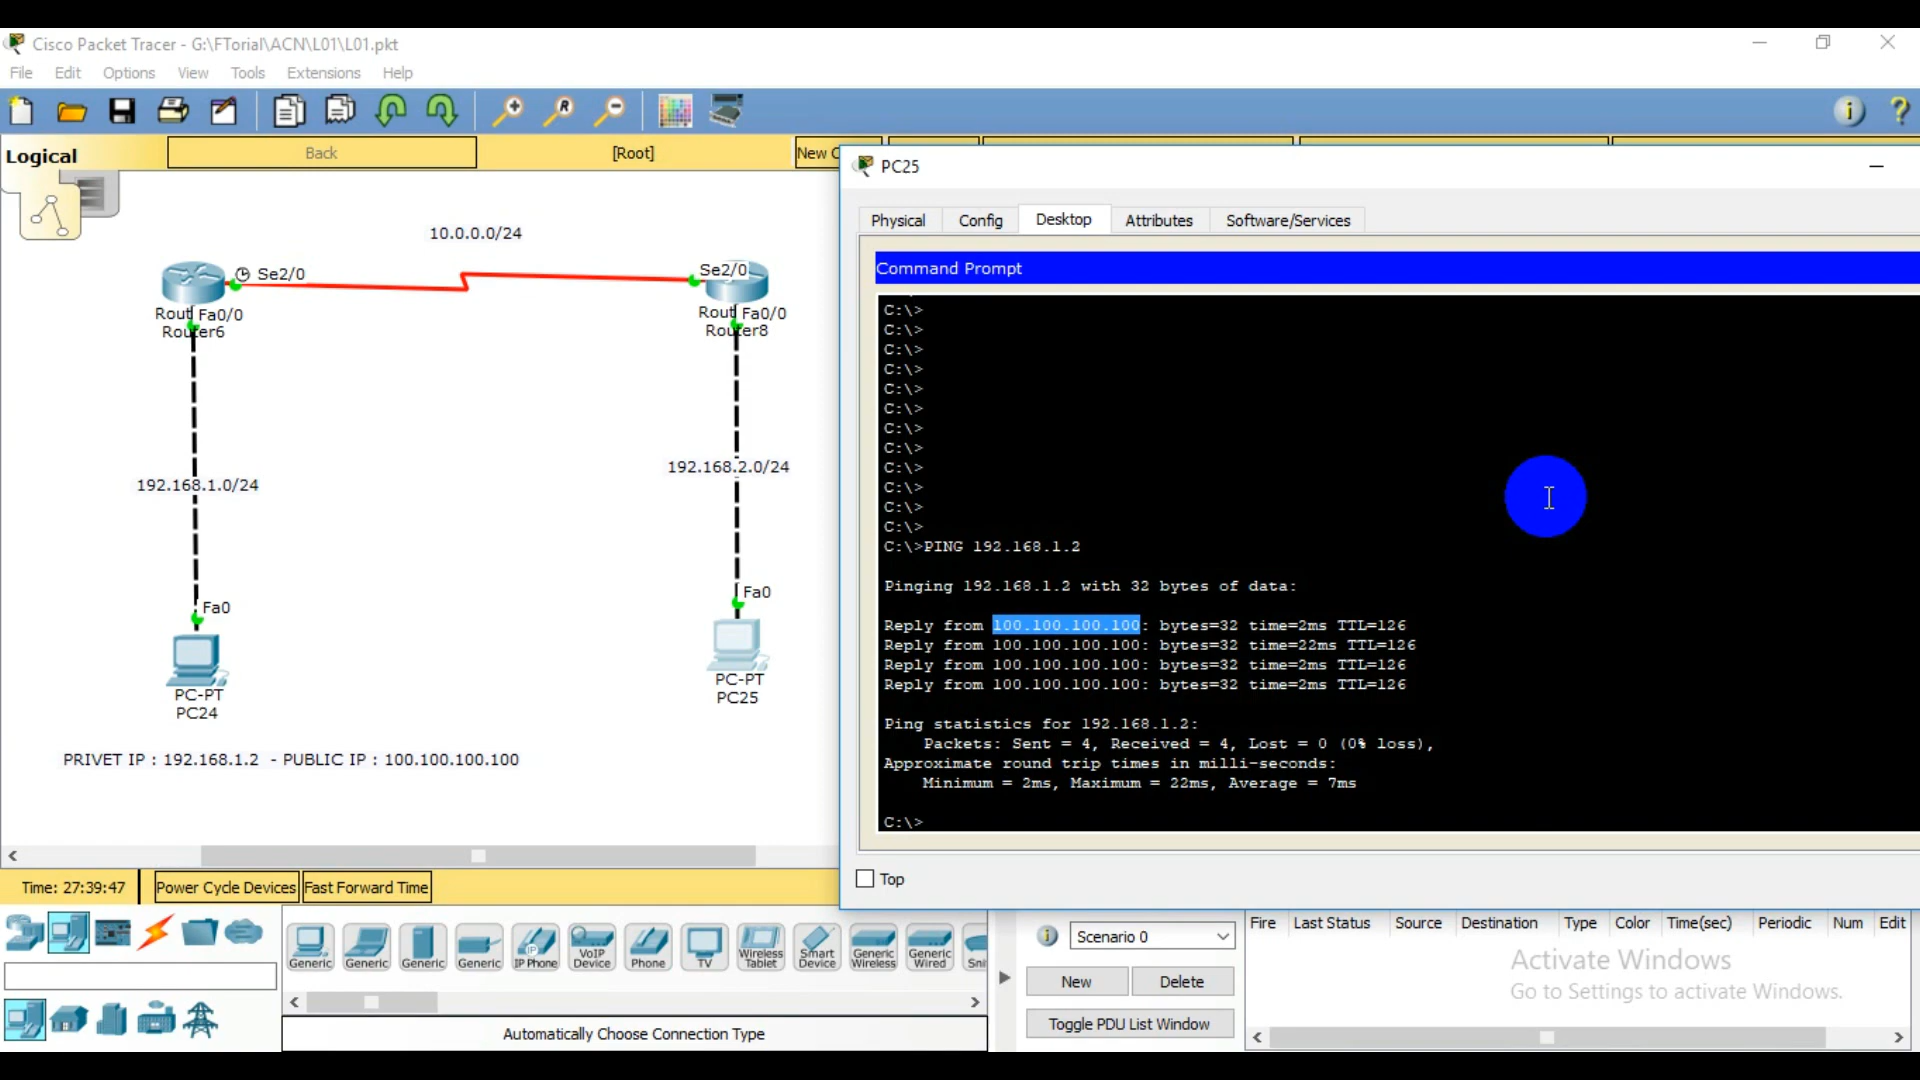 Cisco Packet Tracer - G:\FTorial\ACN\L01\L01.pkt
File Edit Options View Tools Extensions Help
Logical
Back
[Root]
New C
10.0.0.0/24
Se2/0
Se2/0
Rout Fa0/0
Router6
Rout Fa0/0
Router8
192.168.1.0/24
192.168.2.0/24
Fa0
Fa0
PC-PT
PC24
PC-PT
PC25
PRIVET IP : 192.168.1.2 - PUBLIC IP : 100.100.100.100
PC25
Physical Config Desktop Attributes Software/Services
Command Prompt
C:\>
C:\>
C:\>
C:\>
C:\>
C:\>
C:\>
C:\>
C:\>
C:\>
C:\>
C:\>
C:\>PING 192.168.1.2
Pinging 192.168.1.2 with 32 bytes of data:
Reply from 100.100.100.100: bytes=32 time=2ms TTL=126
Reply from 100.100.100.100: bytes=32 time=22ms TTL=126
Reply from 100.100.100.100: bytes=32 time=2ms TTL=126
Reply from 100.100.100.100: bytes=32 time=2ms TTL=126
Ping statistics for 192.168.1.2:
Packets: Sent = 4, Received = 4, Lost = 0 (0% loss),
Approximate round trip times in milli-seconds:
Minimum = 2ms, Maximum = 22ms, Average = 7ms
C:\>
Top
Time: 27:39:47
Power Cycle Devices
Fast Forward Time
Generic
Generic
Generic
Generic
IP Phone
VoIP
Device
Phone
TV
Wireless
Tablet
Smart
Device
Generic
Wireless
Generic
Wired
Sni
Automatically Choose Connection Type
Scenario 0
New
Delete
Toggle PDU List Window
Fire Last Status Source Destination Type Color Time(sec) Periodic Num Edit
Activate Windows
Go to Settings to activate Windows.